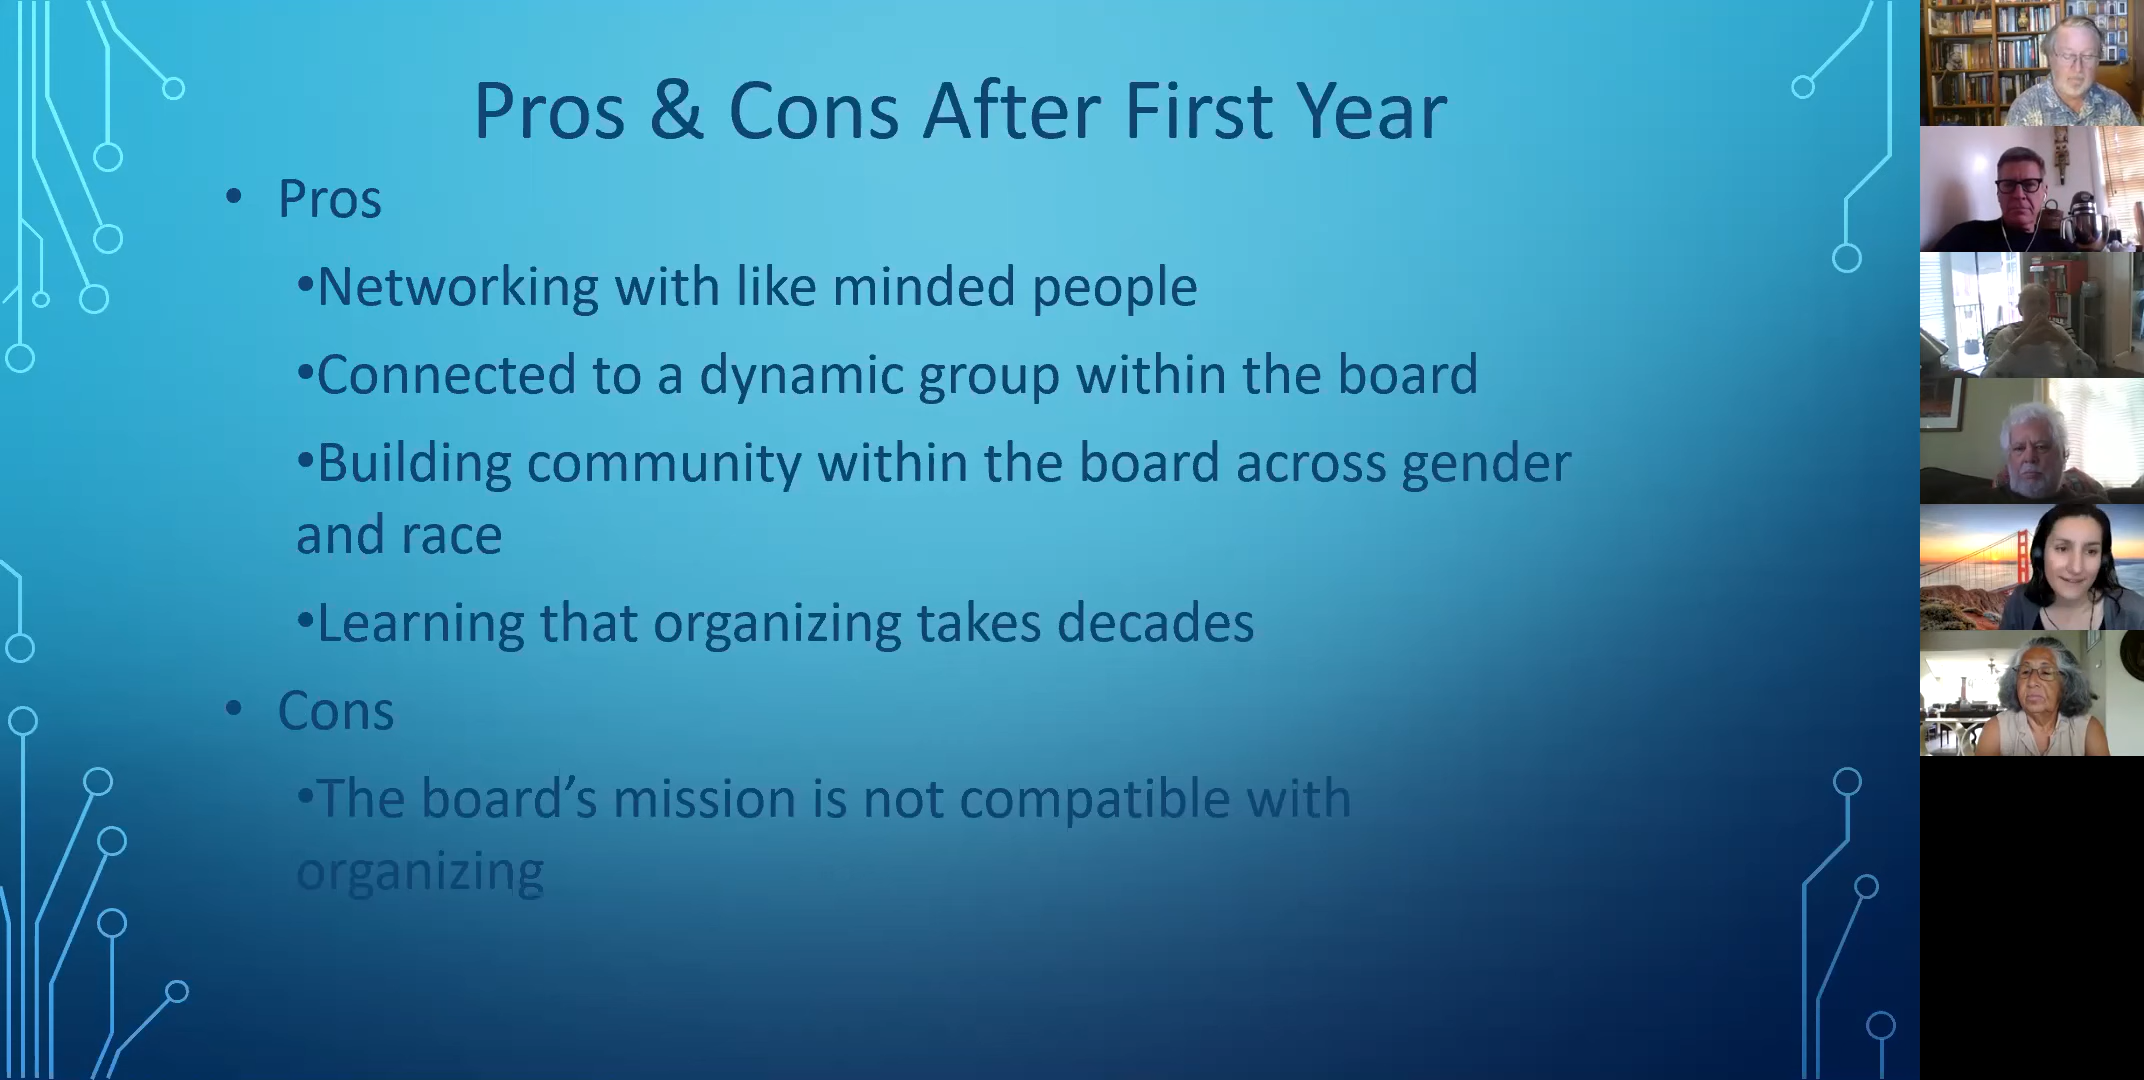 Pros & Cons After First Year
• Pros
•Networking with like minded people
•Connected to a dynamic group within the board
•Building community within the board across gender
and race
•Learning that organizing takes decades
• Cons
•The board’s mission is not compatible with
organizing